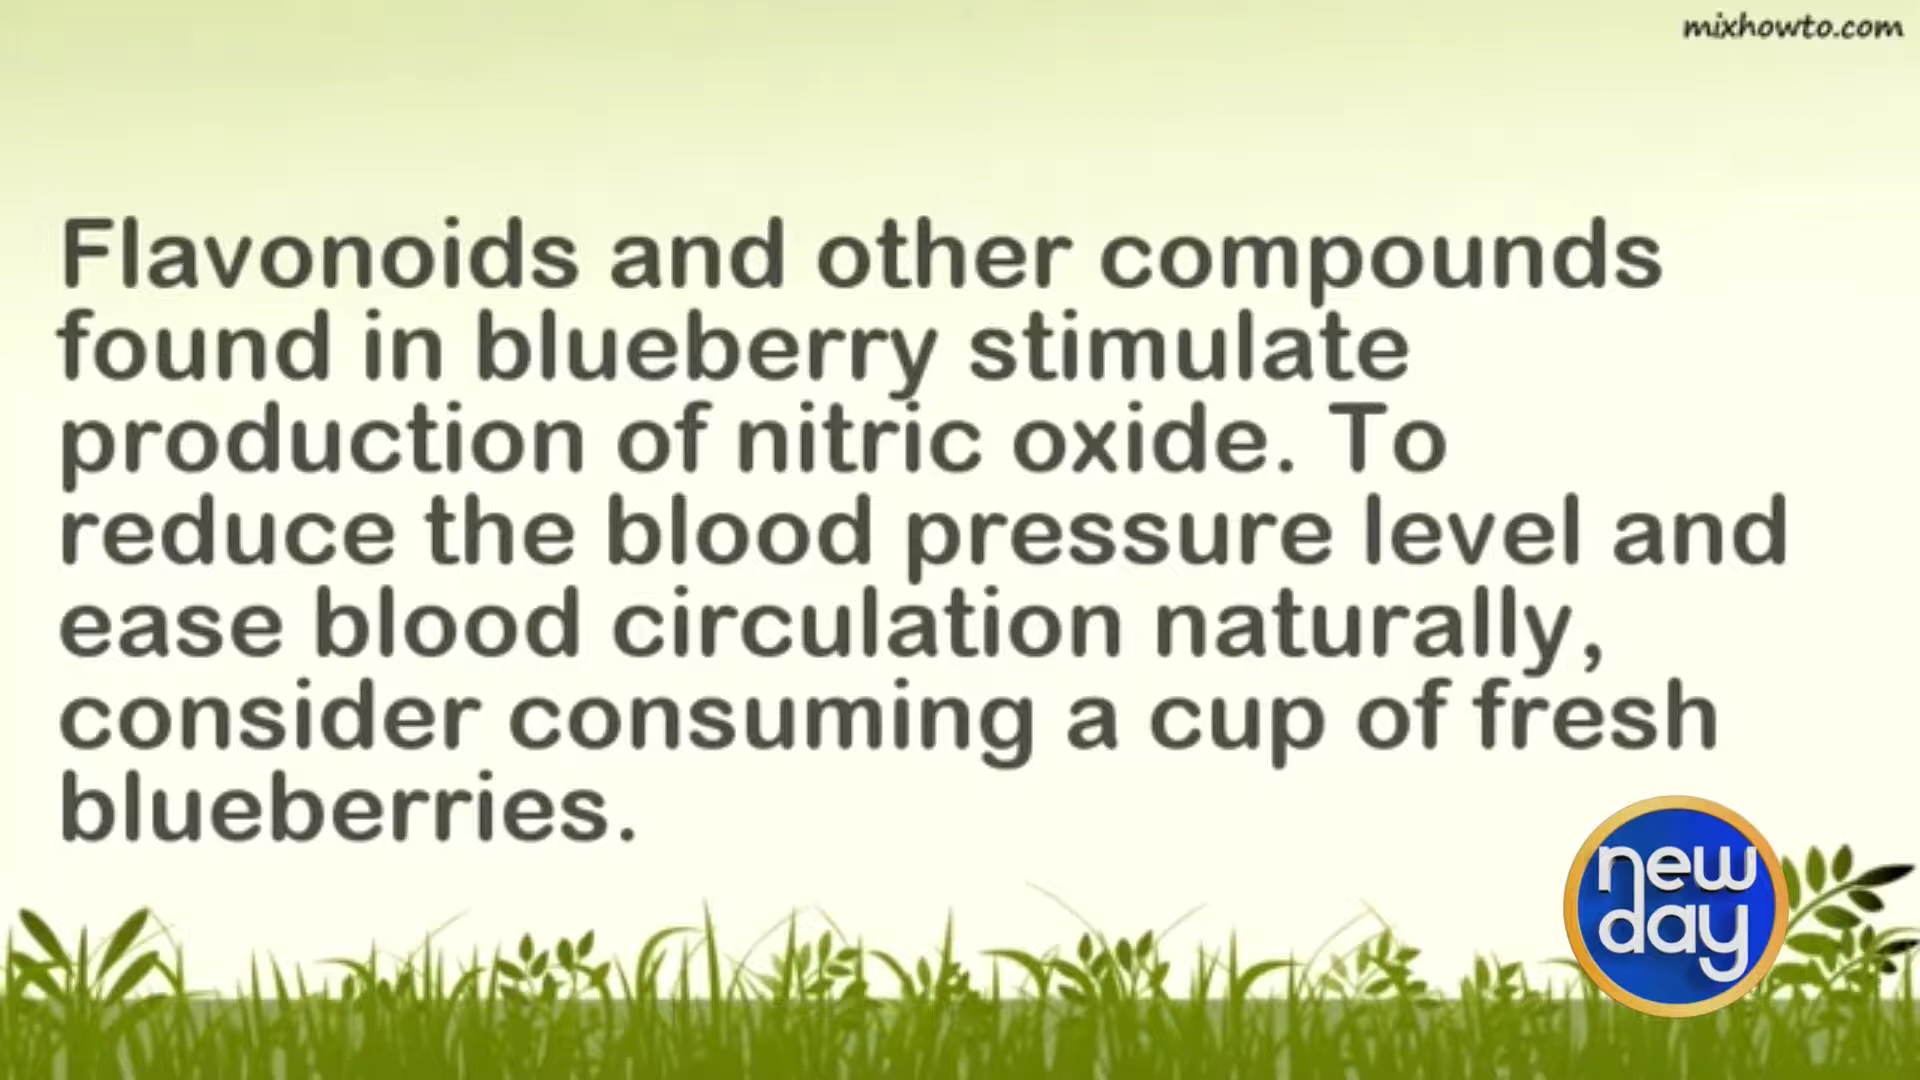 mixhowto.com
Flavonoids and other compounds
found in blueberry stimulate
production of nitric oxide. To
reduce the blood pressure level and
ease blood circulation naturally,
consider consuming a cup of fresh
blueberries.
new
day